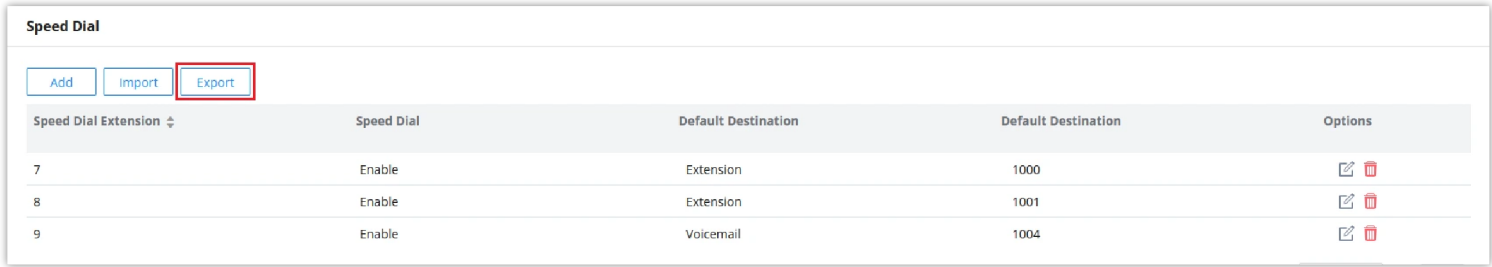 Speed Dial
Add Import Export
Speed Dial Extension Speed Dial Default Destination Default Destination Options
7 Enable Extension 1000
8 Enable Extension 1001
9 Enable Voicemail 1004